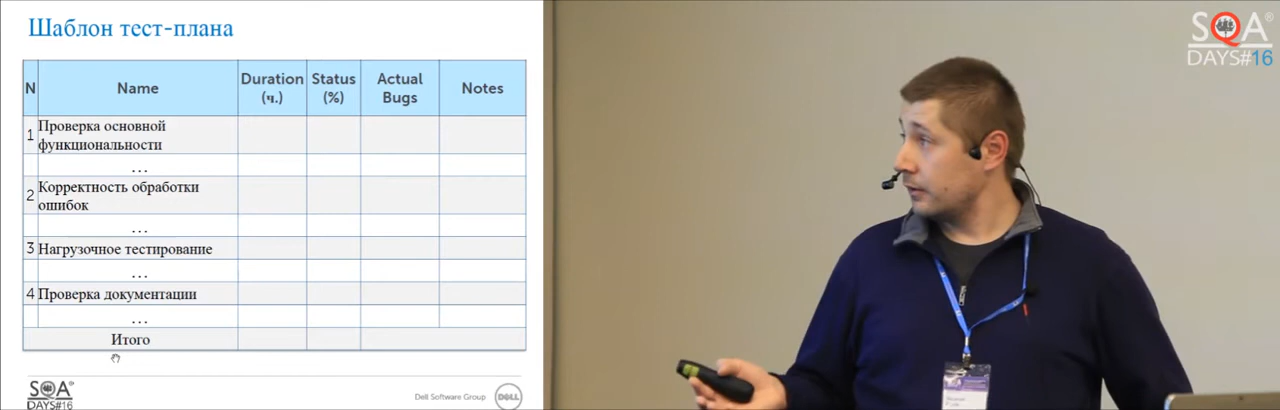 Шаблон тест-плана
N Name Duration (ч.) Status (%) Actual Bugs Notes
1 Проверка основной функциональности
...
2 Корректность обработки ошибок
...
3 Нагрузочное тестирование
...
4 Проверка документации
...
Итого
SQA DAYS#16
Dell Software Group
DELL
SQA
DAYS#16